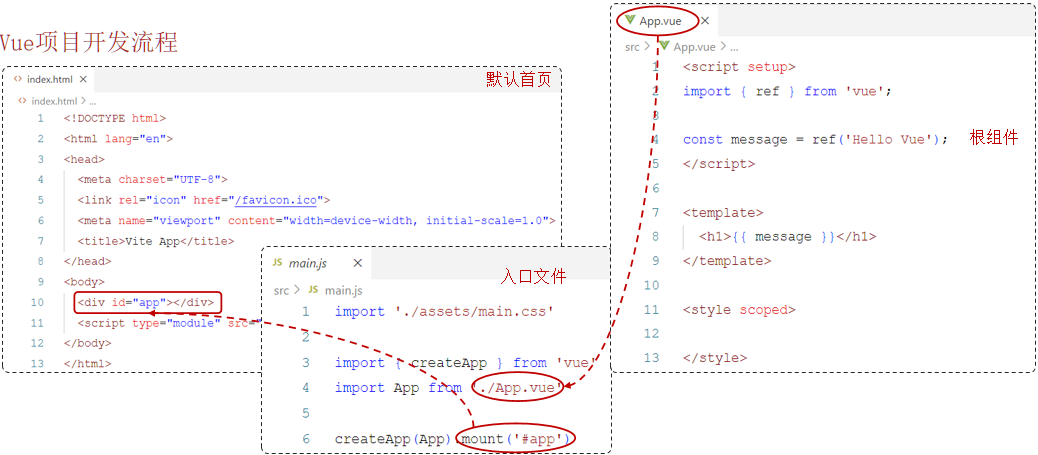 Vue项目开发流程
index.html
默认首页
index.html > ...
1 <!DOCTYPE html>
2 <html lang="en">
3 <head>
4 <meta charset="UTF-8">
5 <link rel="icon" href="/favicon.ico">
6 <meta name="viewport" content="width=device-width, initial-scale=1.0">
7 <title>Vite App</title>
8 </head>
9 <body>
10 <div id="app"></div>
11 <script type="module" src="
12 </body>
13 </html>
JS main.js
入口文件
src > JS main.js
1 import './assets/main.css'
2
3 import { createApp } from 'vue'
4 import App from './App.vue'
5
6 createApp(App).mount('#app')
App.vue
src > App.vue > ...
1 <script setup>
2 import { ref } from 'vue';
3
4 const message = ref('Hello Vue');
根组件
5 </script>
6
7 <template>
8 <h1>{{ message }}</h1>
9 </template>
10
11 <style scoped>
12
13 </style>